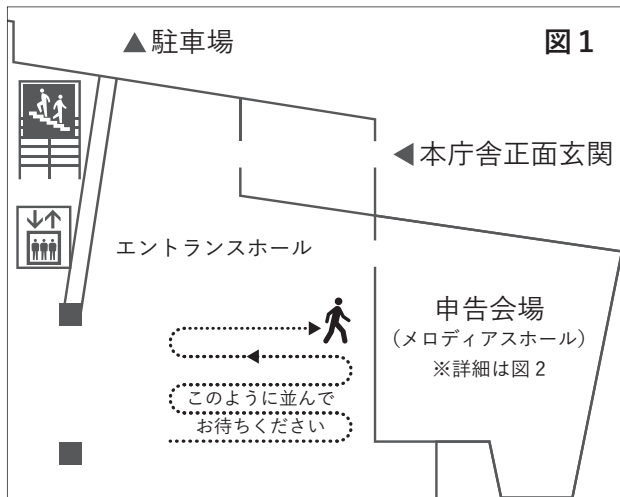 ▲駐車場
図1
◀本庁舎正面玄関
エントランスホール
申告会場
(メロディアスホール)
※詳細は図2
このように並んで
お待ちください